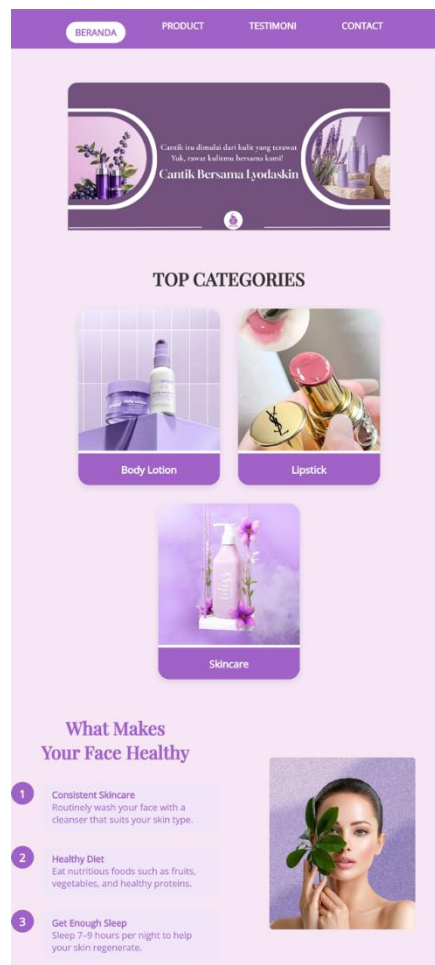 BERANDA
PRODUCT
TESTIMONI
CONTACT
Cantik itu dimulai dari kulit yang terawat
Yuk, rawat kulitmu bersama kami!
Cantik Bersama Lyodaskin
TOP CATEGORIES
YSL
Body Lotion
Lipstick
bliss
Skincare
What Makes
Your Face Healthy
1
Consistent Skincare
Routinely wash your face with a
cleanser that suits your skin type.
2
Healthy Diet
Eat nutritious foods such as fruits,
vegetables, and healthy proteins.
3
Get Enough Sleep
Sleep 7–9 hours per night to help
your skin regenerate.